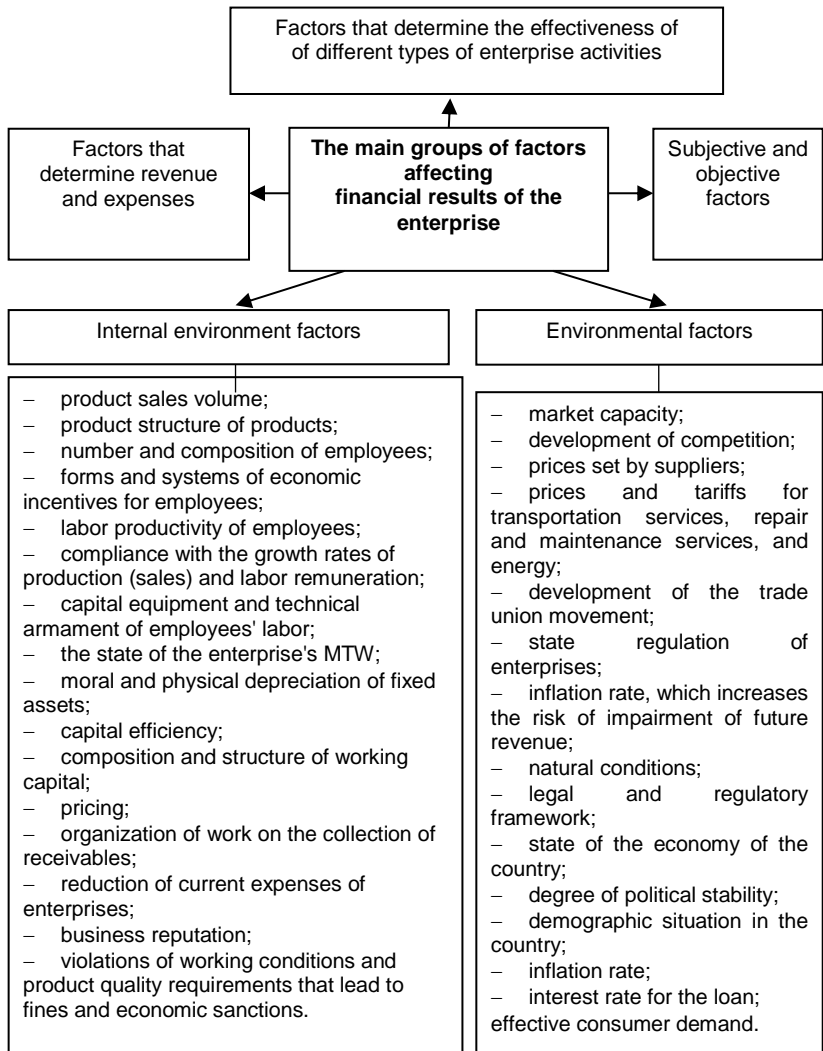 Factors that determine the effectiveness of
of different types of enterprise activities
Factors that
determine revenue
and expenses
The main groups of factors
affecting
financial results of the
enterprise
Subjective and
objective
factors
Internal environment factors
Environmental factors
– product sales volume;
– product structure of products;
– number and composition of employees;
– forms and systems of economic
incentives for employees;
– labor productivity of employees;
– compliance with the growth rates of
production (sales) and labor remuneration;
– capital equipment and technical
armament of employees' labor;
– the state of the enterprise's MTW;
– moral and physical depreciation of fixed
assets;
– capital efficiency;
– composition and structure of working
capital;
– pricing;
– organization of work on the collection of
receivables;
– reduction of current expenses of
enterprises;
– business reputation;
– violations of working conditions and
product quality requirements that lead to
fines and economic sanctions.
– market capacity;
– development of competition;
– prices set by suppliers;
– prices and tariffs for
transportation services, repair
and maintenance services, and
energy;
– development of the trade
union movement;
– state regulation of
enterprises;
– inflation rate, which increases
the risk of impairment of future
revenue;
– natural conditions;
– legal and regulatory
framework;
– state of the economy of the
country;
– degree of political stability;
– demographic situation in the
country;
– inflation rate;
– interest rate for the loan;
effective consumer demand.